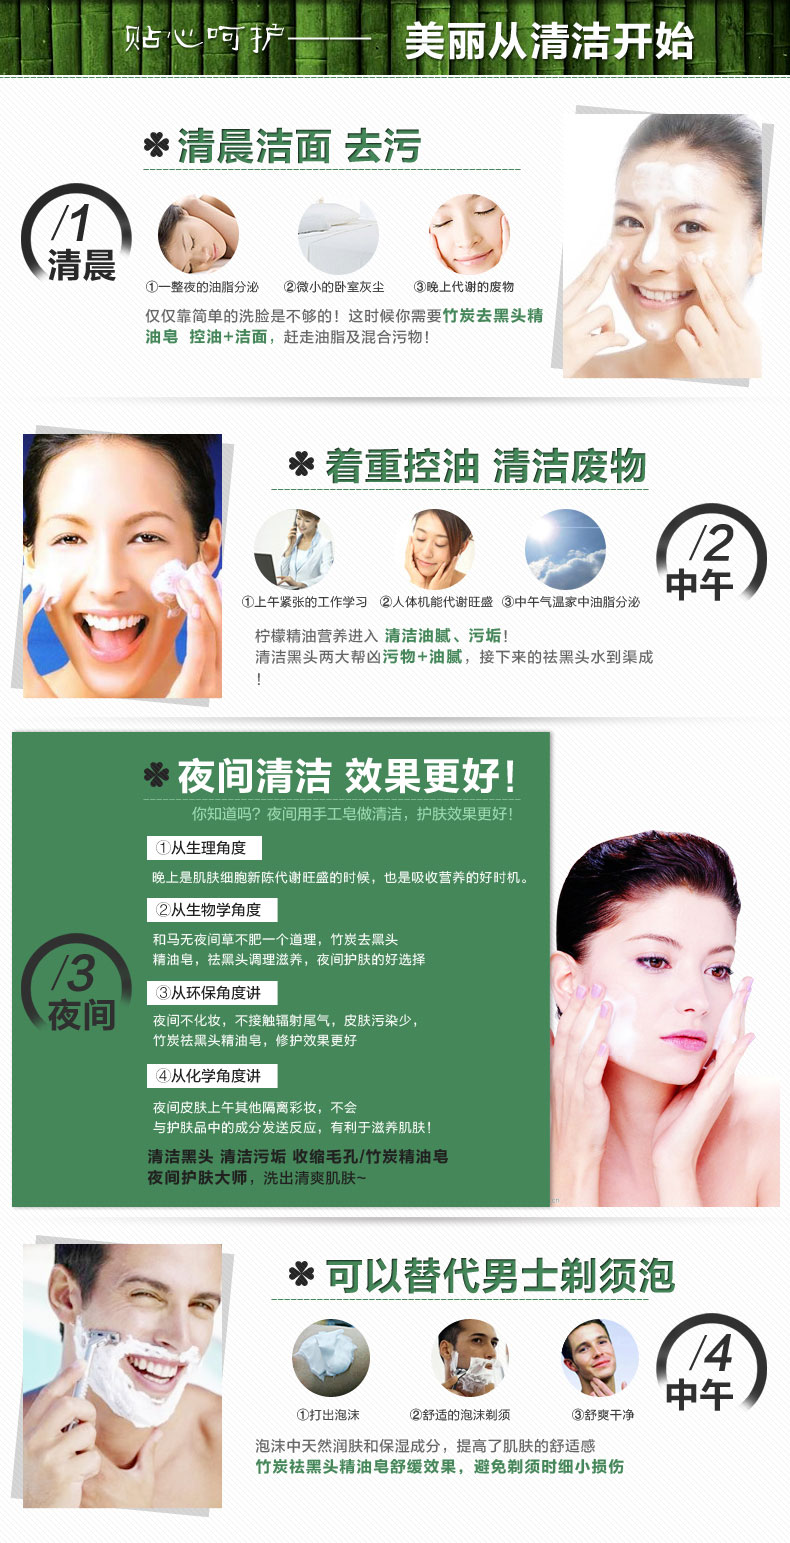 贴心呵护——— 美丽从清洁开始
清晨洁面 去污
/1
清晨
①一整夜的油脂分泌 ②微小的卧室灰尘 ③晚上代谢的废物
仅仅靠简单的洗脸是不够的！这时候你需要竹炭去黑头精
油皂 控油+洁面，赶走油脂及混合污物！
着重控油 清洁废物
/2
中午
①上午紧张的工作学习 ②人体机能代谢旺盛 ③中午气温家中油脂分泌
柠檬精油营养进入 清洁油腻、污垢！
清洁黑头两大帮凶污物+油腻，接下来的祛黑头水到渠成
！
夜间清洁 效果更好！
你知道吗？夜间用手工皂做清洁，护肤效果更好！
①从生理角度
晚上是肌肤细胞新陈代谢旺盛的时候，也是吸收营养的好时机。
②从生物学角度
和马无夜间草不肥一个道理，竹炭去黑头
精油皂，祛黑头调理滋养，夜间护肤的好选择
/3
夜间
③从环保角度讲
夜间不化妆，不接触辐射尾气，皮肤污染少，
竹炭祛黑头精油皂，修护效果更好
④从化学角度讲
夜间皮肤上午其他隔离彩妆，不会
与护肤品中的成分发送反应，有利于滋养肌肤！
清洁黑头 清洁污垢 收缩毛孔/竹炭精油皂
夜间护肤大师，洗出清爽肌肤~
可以替代男士剃须泡
/4
中午
①打出泡沫 ②舒适的泡沫剃须 ③舒爽干净
泡沫中天然润肤和保湿成分，提高了肌肤的舒适感
竹炭祛黑头精油皂舒缓效果，避免剃须时细小损伤